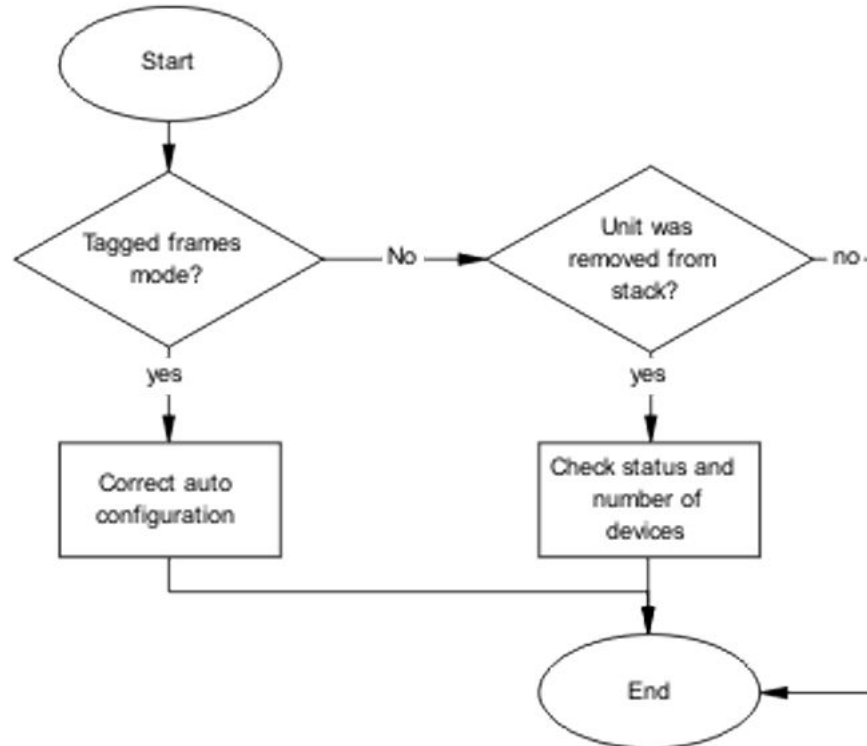 Start
Tagged frames
mode?
No
Unit was
removed from
stack?
no
yes
yes
Correct auto
configuration
Check status and
number of
devices
End